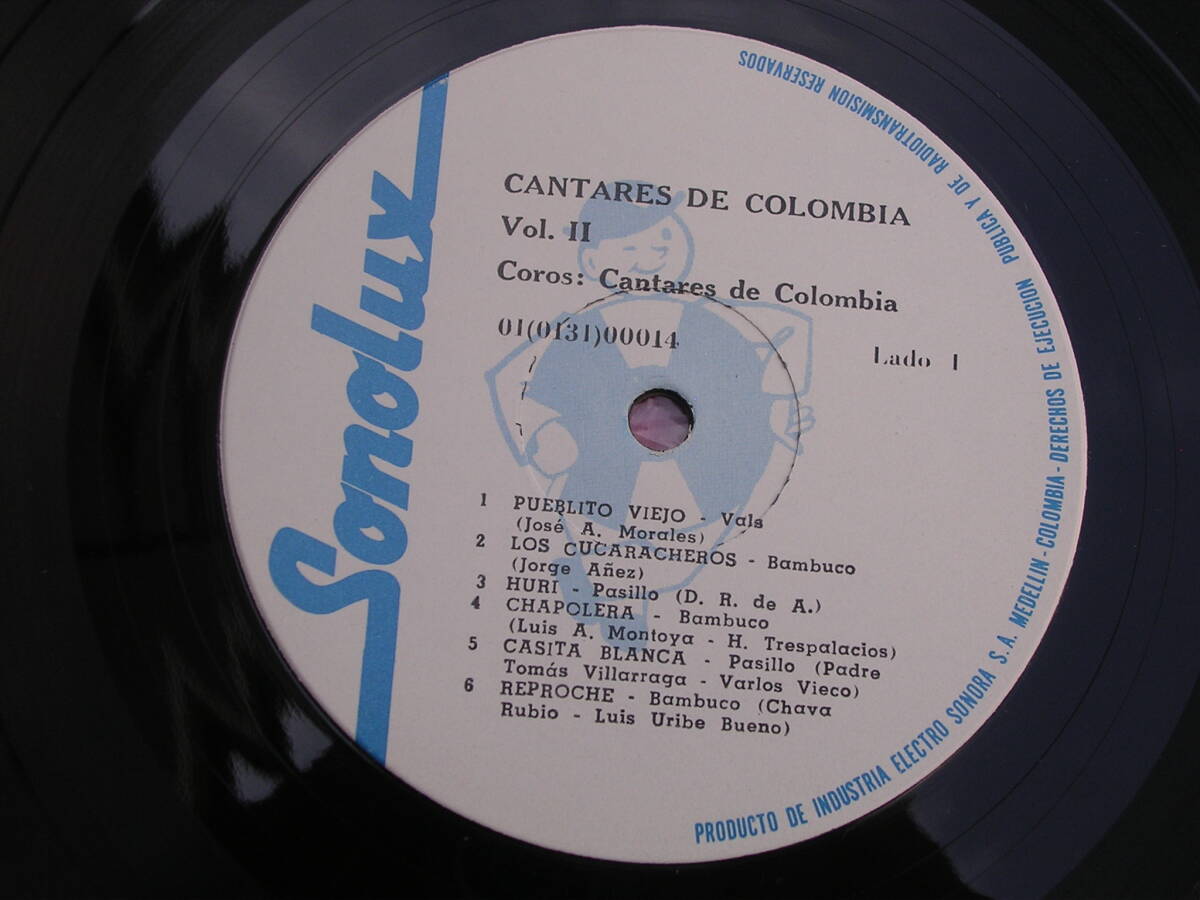 Sonolux
CANTARES DE COLOMBIA
Vol. II
Coros: Cantares de Colombia
01(0131)00014
Lado 1
1 PUEBLITO VIEJO - Vals
(José A. Morales)
2 LOS CUCARACHEROS - Bambuco
(Jorge Añez)
3 HURI - Pasillo (D. R. de A.)
4 CHAPOLERA - Bambuco
(Luis A. Montoya - H. Trespalacios)
5 CASITA BLANCA - Pasillo (Padre
Tomás Villarraga - Varlos Vieco)
6 REPROCHE - Bambuco (Chava
Rubio - Luis Uribe Bueno)
PRODUCTO DE INDUSTRIA ELECTRO SONORA S. A. MEDELLIN - COLOMBIA - DERECHOS DE EJECUCION PUBLICA Y DE RADIOTRANSMISION RESERVADOS